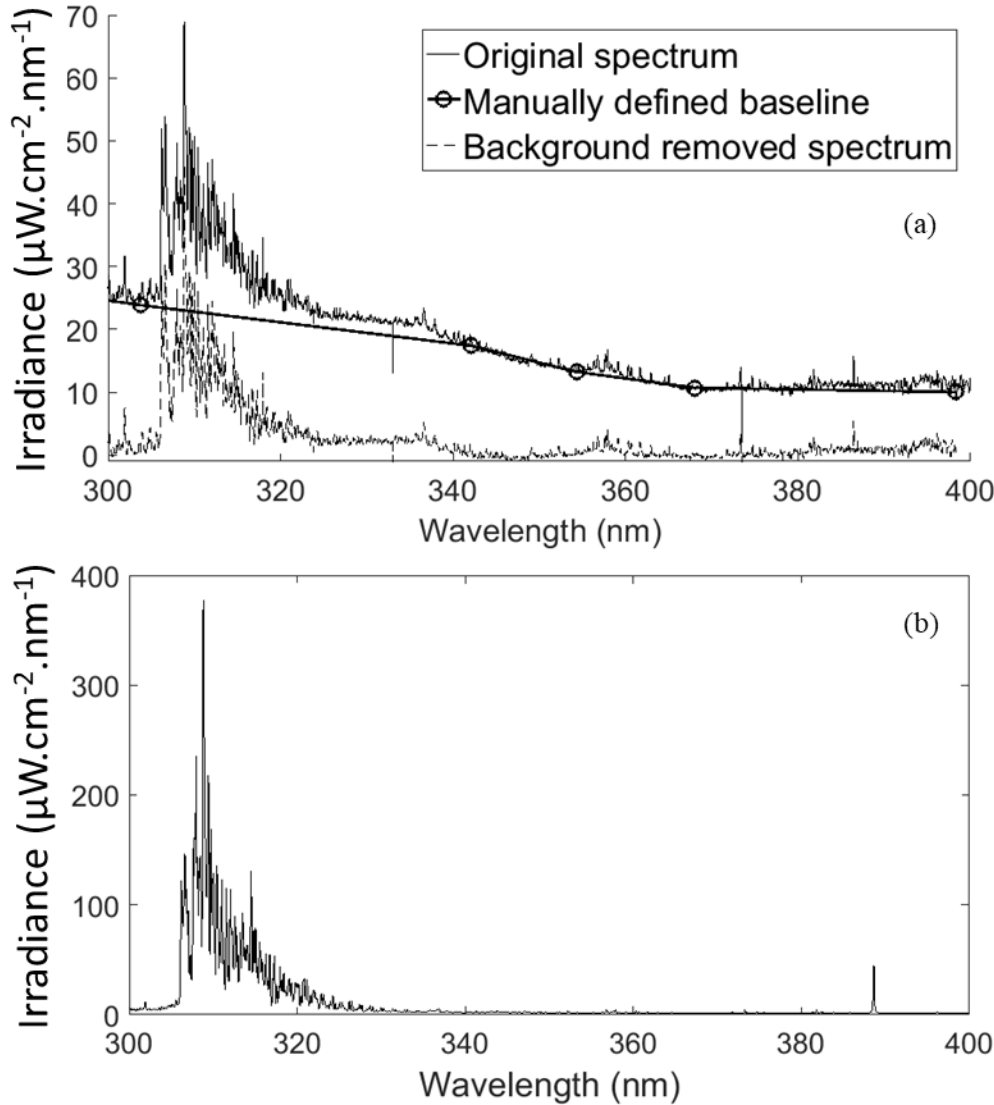 70
60
50
40
30
20
10
0
Irradiance (µW.cm-2.nm-1)
Original spectrum
Manually defined baseline
Background removed spectrum
(a)
300 320 340 360 380 400
Wavelength (nm)
400
300
200
100
0
Irradiance (µW.cm-2.nm-1)
(b)
300 320 340 360 380 400
Wavelength (nm)